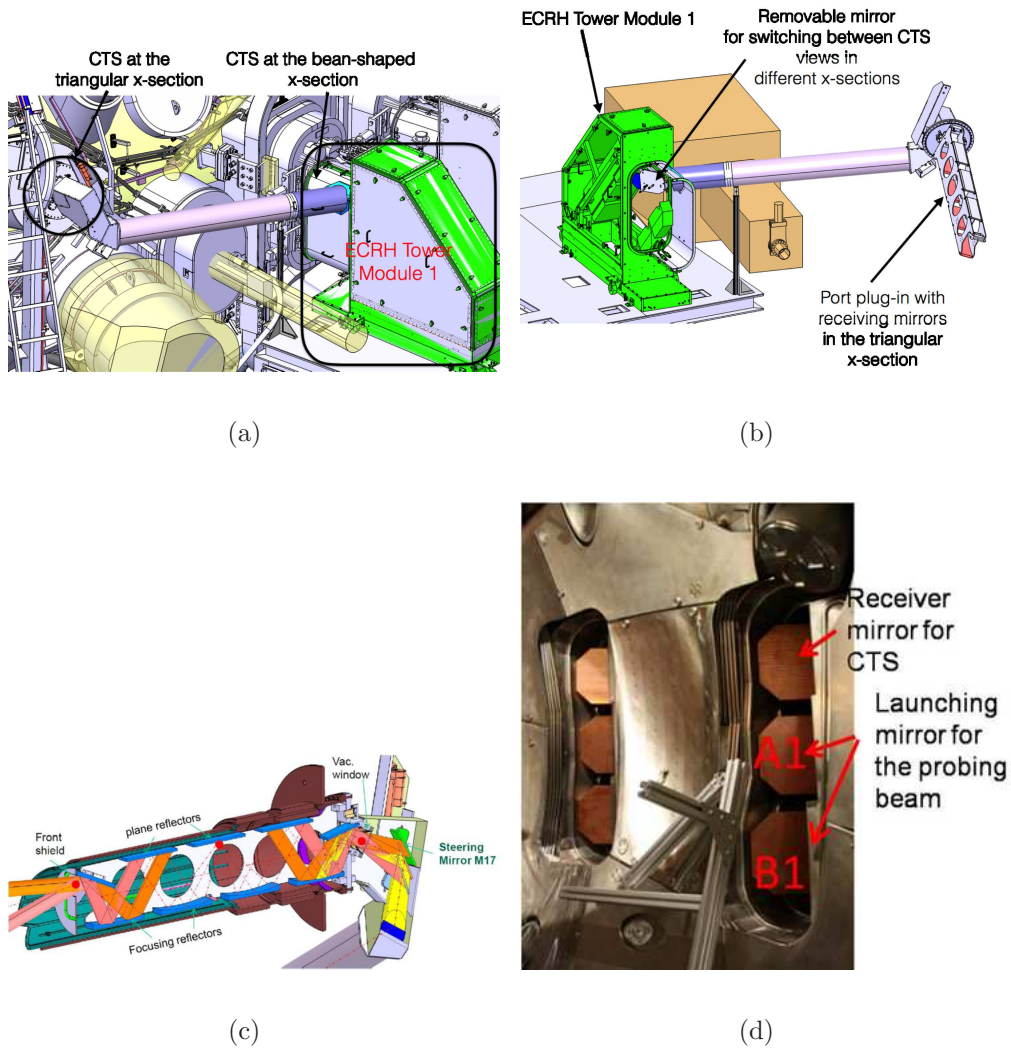 CTS at the
triangular x-section
CTS at the bean-shaped
x-section
ECRH Tower
Module 1
(a)
ECRH Tower Module 1
Removable mirror
for switching between CTS
views in
different x-sections
Port plug-in with
receiving mirrors
in the triangular
x-section
(b)
Vac.
window
plane reflectors
Front
shield
Steering
Mirror M17
Focusing reflectors
(c)
Receiver
mirror for
CTS
Launching
mirror for
the probing
beam
A1
B1
(d)